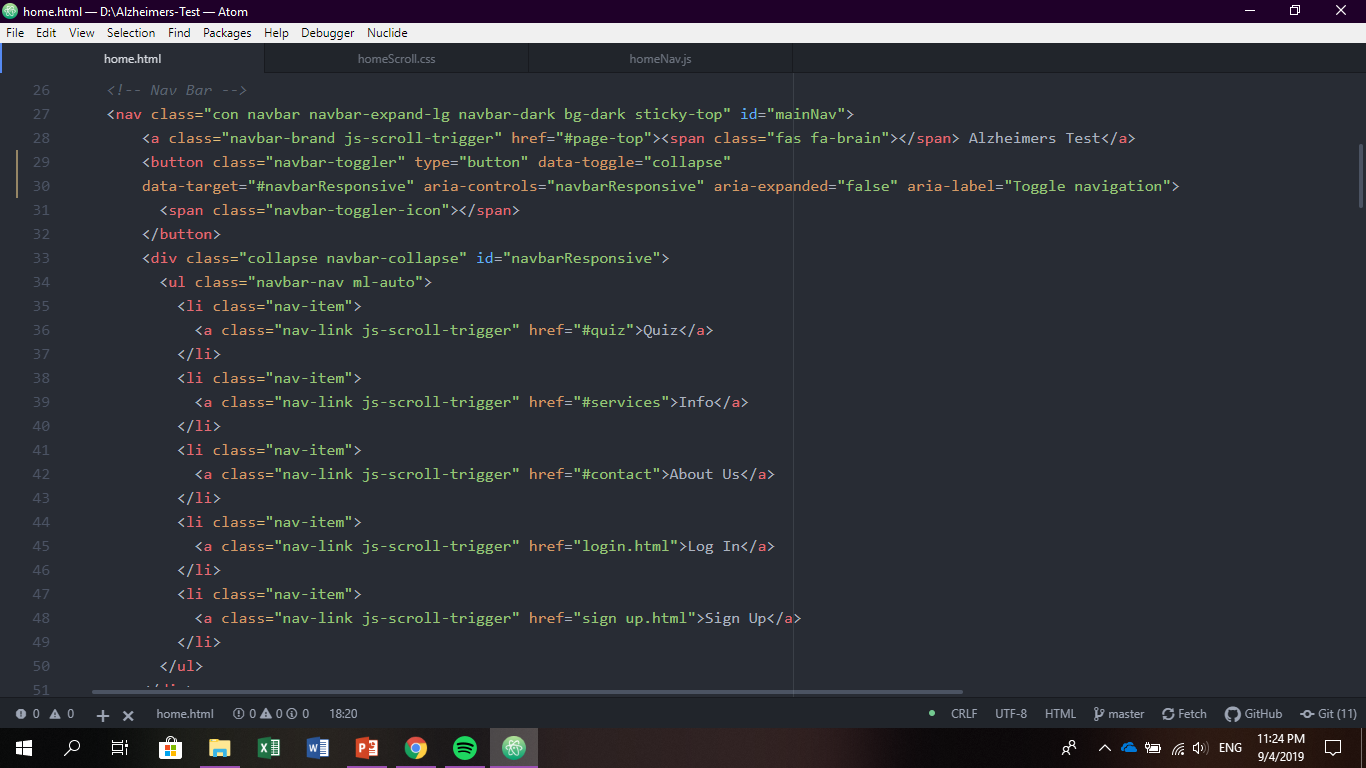 home.html — D:\Alzheimers-Test — Atom
File Edit View Selection Find Packages Help Debugger Nuclide
home.html homeScroll.css homeNav.js
26 <!-- Nav Bar -->
27 <nav class="con navbar navbar-expand-lg navbar-dark bg-dark sticky-top" id="mainNav">
28 <a class="navbar-brand js-scroll-trigger" href="#page-top"><span class="fas fa-brain"></span> Alzheimers Test</a>
29 <button class="navbar-toggler" type="button" data-toggle="collapse"
30 data-target="#navbarResponsive" aria-controls="navbarResponsive" aria-expanded="false" aria-label="Toggle navigation">
31 <span class="navbar-toggler-icon"></span>
32 </button>
33 <div class="collapse navbar-collapse" id="navbarResponsive">
34 <ul class="navbar-nav ml-auto">
35 <li class="nav-item">
36 <a class="nav-link js-scroll-trigger" href="#quiz">Quiz</a>
37 </li>
38 <li class="nav-item">
39 <a class="nav-link js-scroll-trigger" href="#services">Info</a>
40 </li>
41 <li class="nav-item">
42 <a class="nav-link js-scroll-trigger" href="#contact">About Us</a>
43 </li>
44 <li class="nav-item">
45 <a class="nav-link js-scroll-trigger" href="login.html">Log In</a>
46 </li>
47 <li class="nav-item">
48 <a class="nav-link js-scroll-trigger" href="sign up.html">Sign Up</a>
49 </li>
50 </ul>
51
0 0 home.html 0 0 0 18:20 CRLF UTF-8 HTML master Fetch GitHub Git (11)
ENG 11:24 PM
9/4/2019